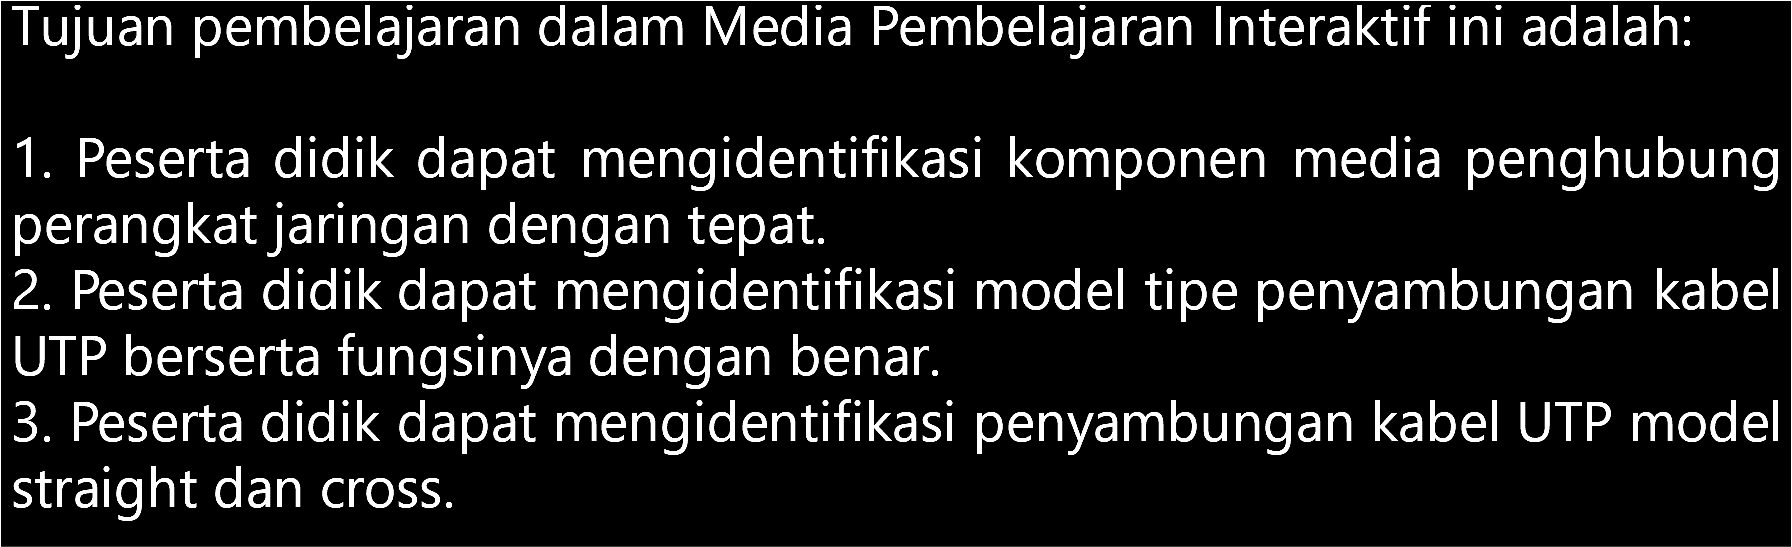 Tujuan pembelajaran dalam Media Pembelajaran Interaktif ini adalah:
1. Peserta didik dapat mengidentifikasi komponen media penghubung
perangkat jaringan dengan tepat.
2. Peserta didik dapat mengidentifikasi model tipe penyambungan kabel
UTP berserta fungsinya dengan benar.
3. Peserta didik dapat mengidentifikasi penyambungan kabel UTP model
straight dan cross.